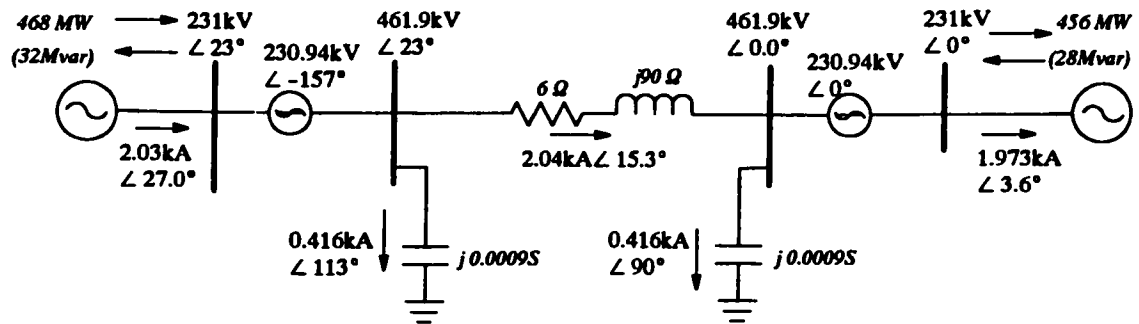 468 MW
(32Mvar)
231kV
∠ 23°
230.94kV
∠ -157°
461.9kV
∠ 23°
6 Ω
j90 Ω
461.9kV
∠ 0.0°
230.94kV
∠ 0°
231kV
∠ 0°
456 MW
(28Mvar)
2.03kA
∠ 27.0°
2.04kA∠ 15.3°
1.973kA
∠ 3.6°
0.416kA
∠ 113°
j 0.0009S
0.416kA
∠ 90°
j 0.0009S